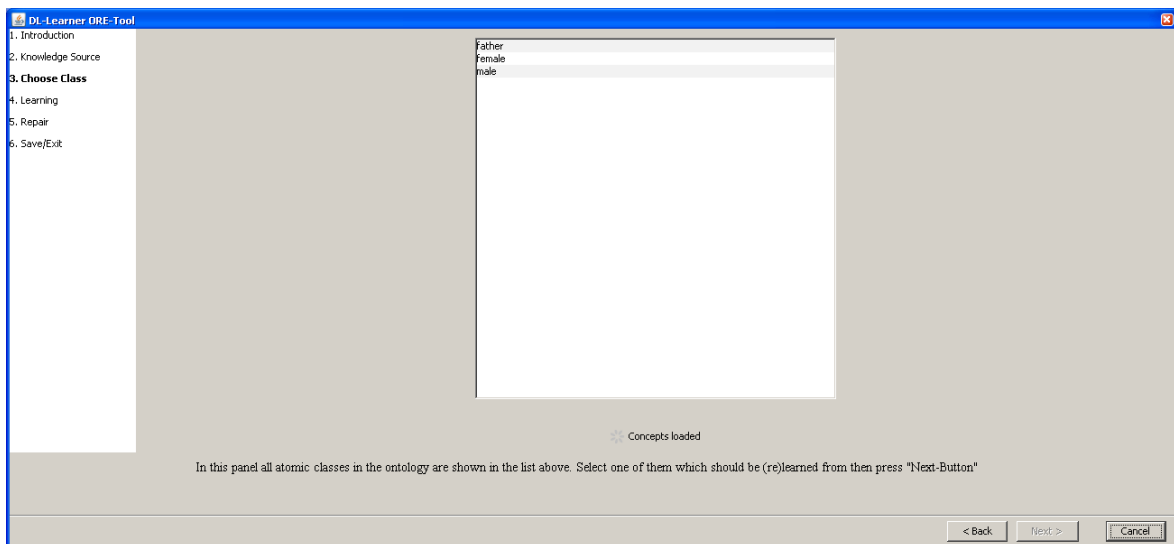 DL-Learner ORE-Tool
1. Introduction
2. Knowledge Source
3. Choose Class
4. Learning
5. Repair
6. Save/Exit
father
female
male
Concepts loaded
In this panel all atomic classes in the ontology are shown in the list above. Select one of them which should be (re)learned from then press "Next-Button"
< Back
Next >
Cancel